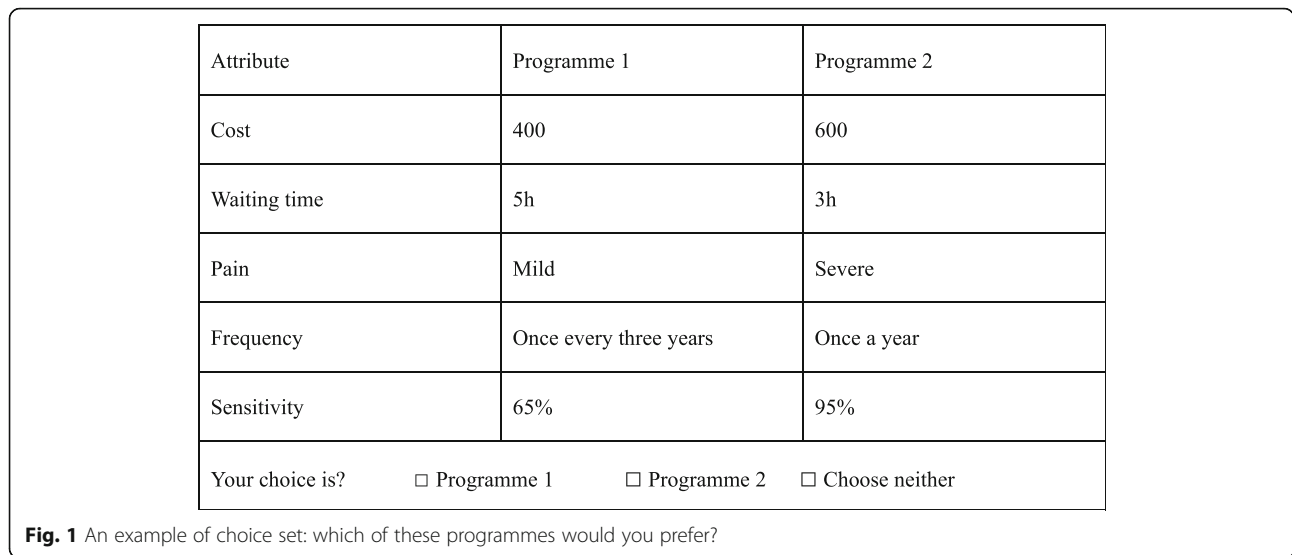 Attribute Programme 1 Programme 2
Cost 400 600
Waiting time 5h 3h
Pain Mild Severe
Frequency Once every three years Once a year
Sensitivity 65% 95%
Your choice is? □ Programme 1 □ Programme 2 □ Choose neither
Fig. 1 An example of choice set: which of these programmes would you prefer?